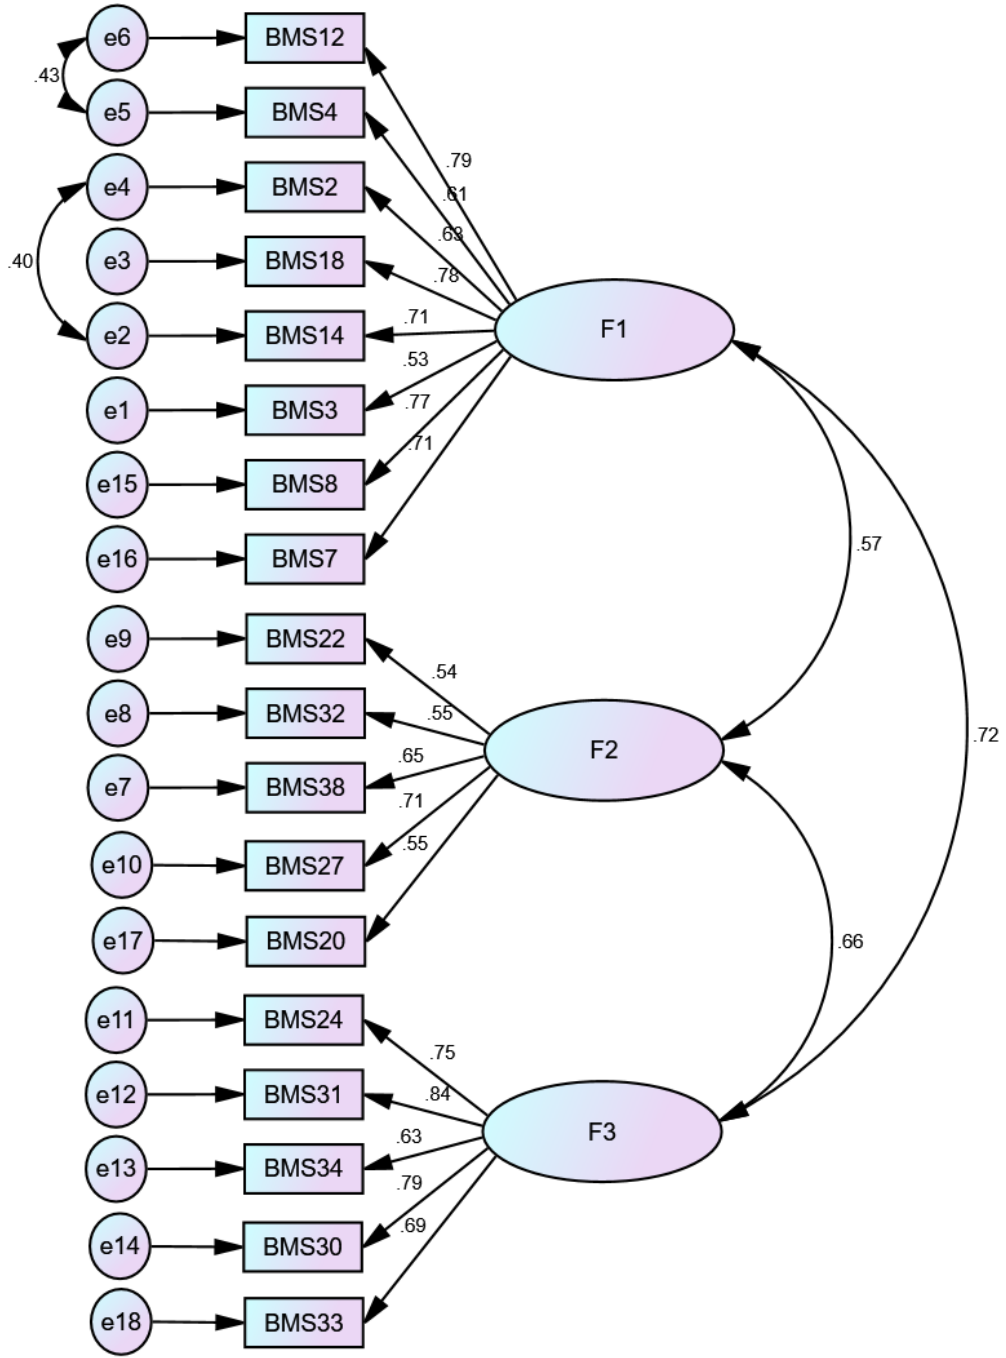 e6 BMS12
.43
e5 BMS4
.79
e4 BMS2
.61
.63
.40 e3 BMS18
.78
e2 BMS14 .71 F1
.53
e1 BMS3 .77
.71
e15 BMS8
e16 BMS7 .57
e9 BMS22
.54
e8 BMS32 .55
.72
F2
.65
e7 BMS38 .71
.55
e10 BMS27
e17 BMS20 .66
e11 BMS24
.75
e12 BMS31 .84
F3
.63
e13 BMS34
.79
.69
e14 BMS30
e18 BMS33